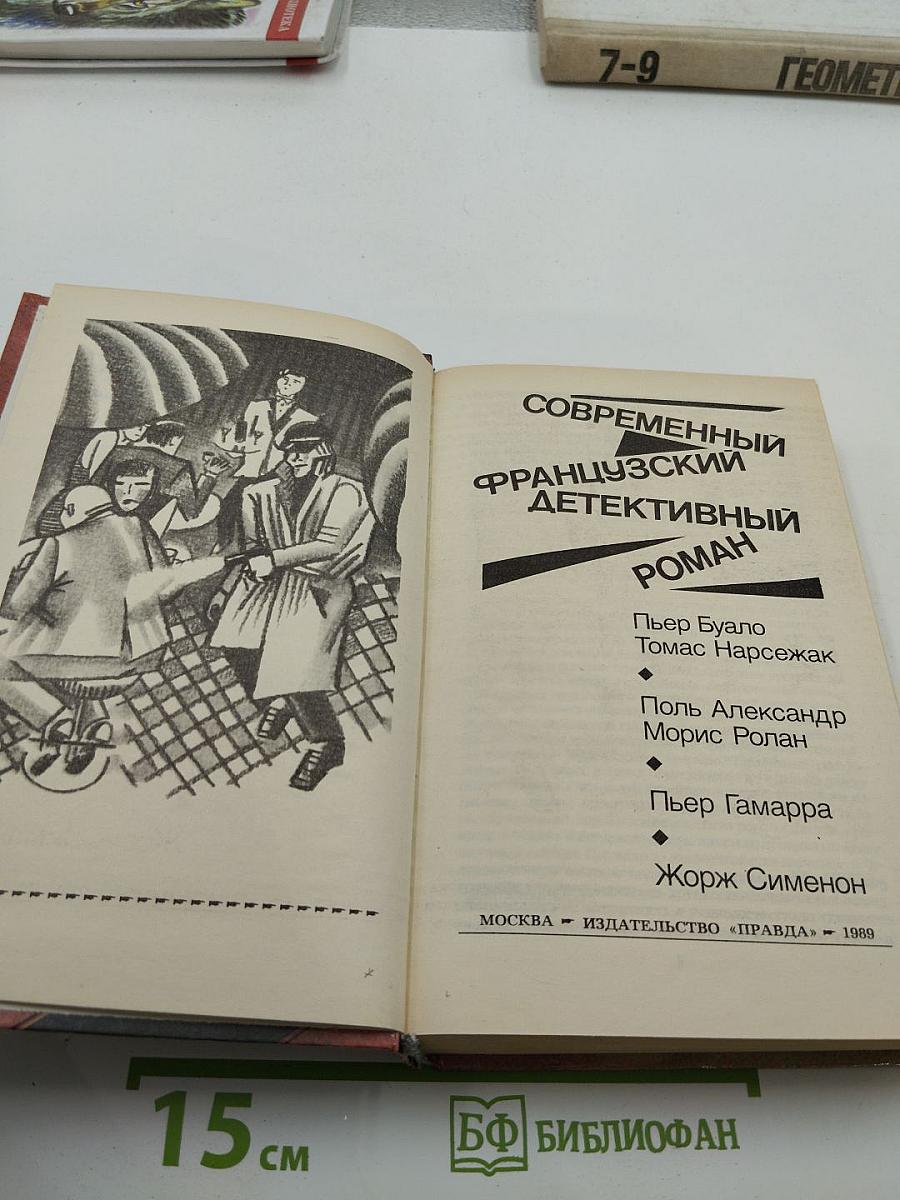 7-9
СОВРЕМЕННЫЙ
ФРАНЦУЗСКИЙ
ДЕТЕКТИВНЫЙ
РОМАН
Пьер Буало
Томас Нарсежак
Поль Александр
Морис Ролан
Пьер Гамарра
Жорж Сименон
МОСКВА ИЗДАТЕЛЬСТВО «ПРАВДА» 1989
15 см
БФ БИБЛИОФАН